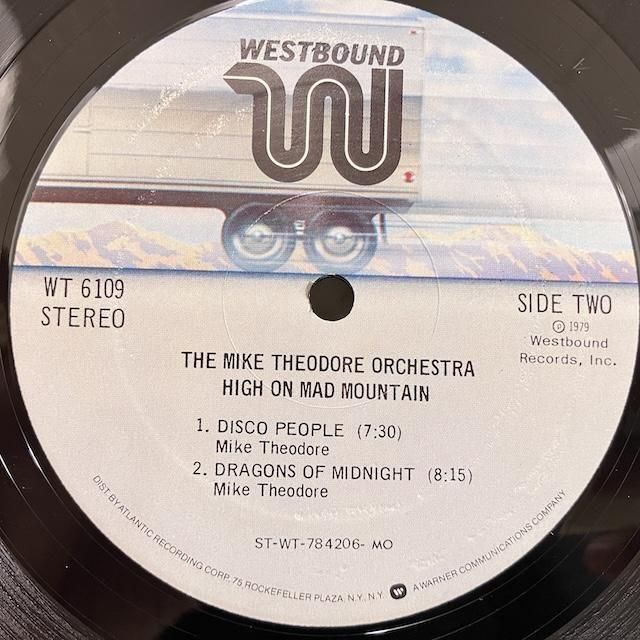 WESTBOUND
W
WT 6109
STEREO
SIDE TWO
Ⓟ 1979
Westbound
Records, Inc.
THE MIKE THEODORE ORCHESTRA
HIGH ON MAD MOUNTAIN
1. DISCO PEOPLE (7:30)
Mike Theodore
2. DRAGONS OF MIDNIGHT (8:15)
Mike Theodore
ST-WT-784206- MO
DIST. BY ATLANTIC RECORDING CORP. 75 ROCKEFELLER PLAZA, N.Y., N.Y. W A WARNER COMMUNICATIONS COMPANY